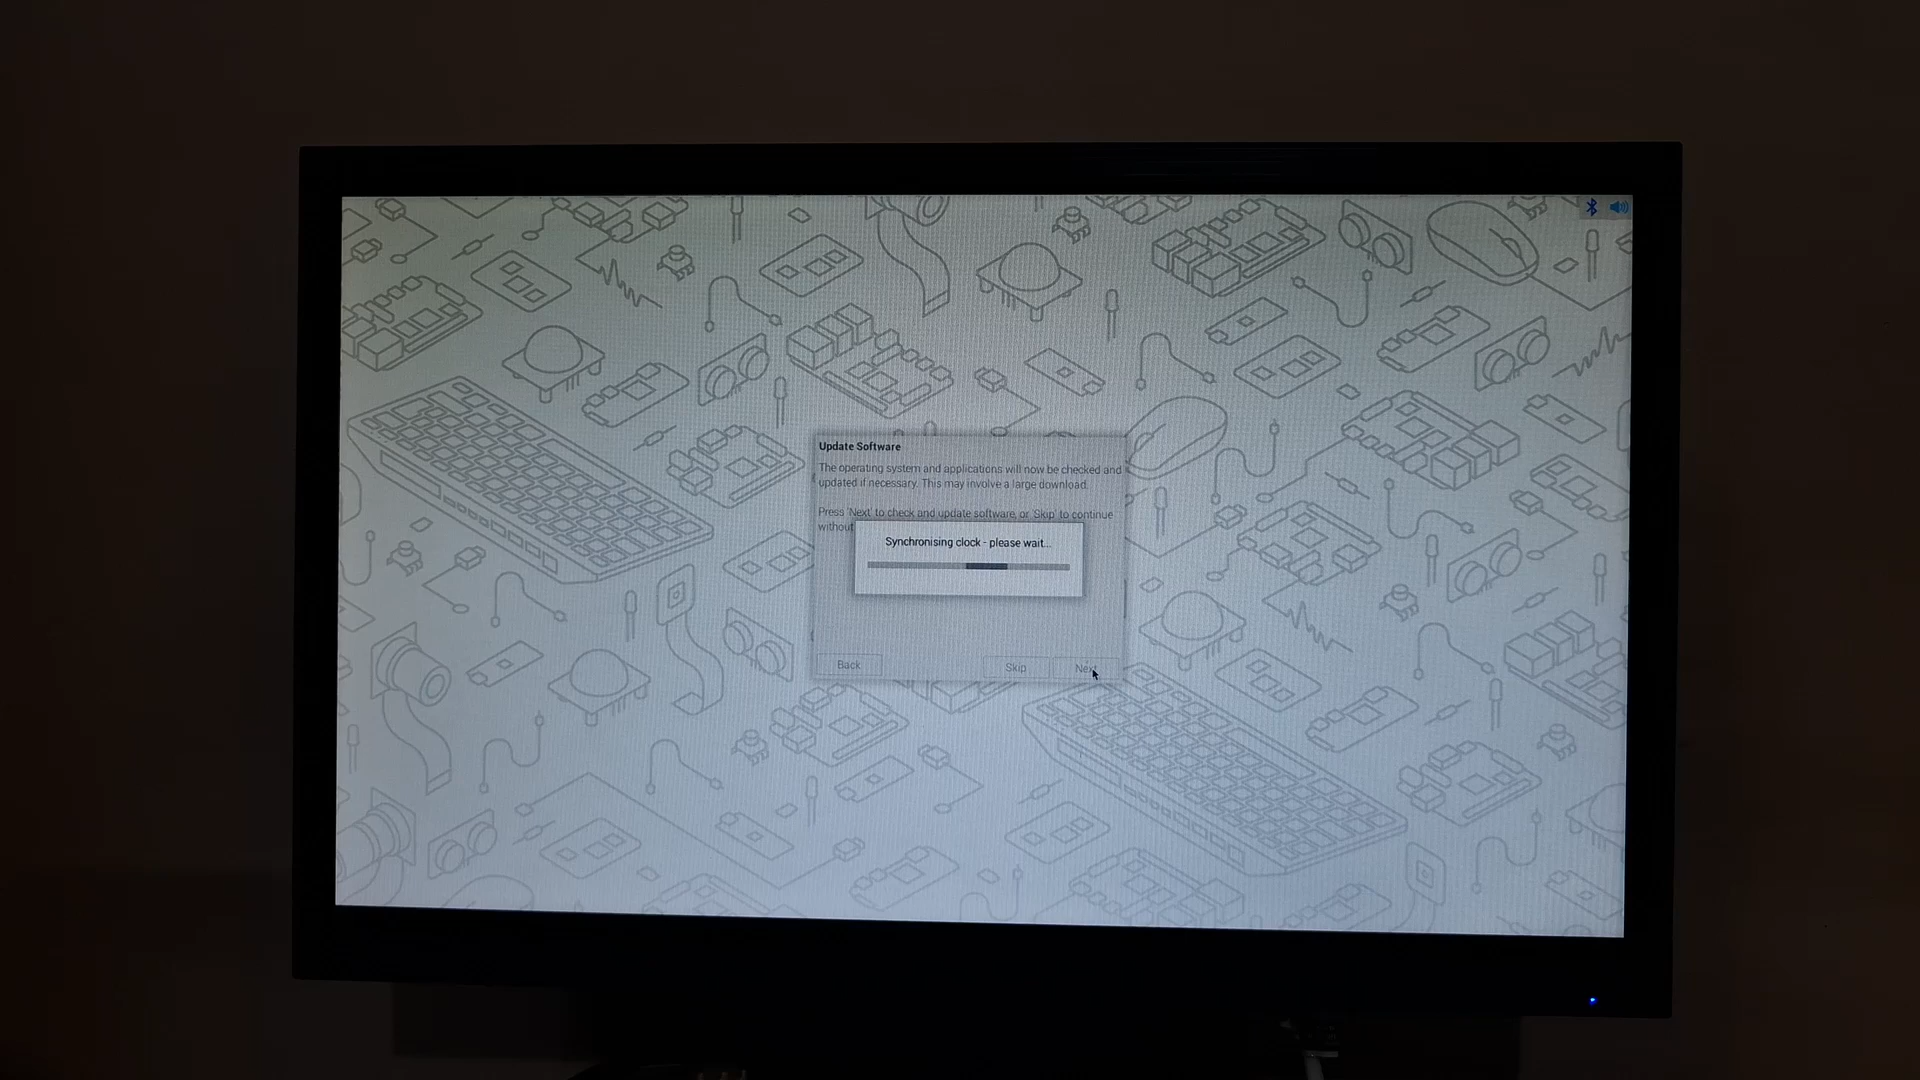 Update Software
The operating system and applications will now be checked and
updated if necessary. This may involve a large download.
Press 'Next' to check and update software, or 'Skip' to continue
without
Synchronising clock - please wait...
Back
Skip
Next